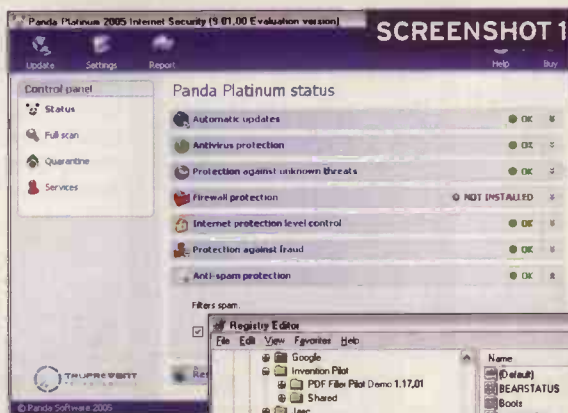 Panda Platinum 2005 Internet Security (9.01.00 Evaluation version)
SCREENSHOT 1
Update Settings Report Help Buy
Control panel
Status
Full scan
Quarantine
Services
Panda Platinum status
Automatic updates OK
Antivirus protection OK
Protection against unknown threats OK
Firewall protection NOT INSTALLED
Internet protection level control OK
Protection against fraud OK
Anti-spam protection OK
Filters spam.
Registry Editor
File Edit View Favorites Help
Google
Invention Pilot
PDF Filer Pilot Demo 1.17.01
Shared
Jasc
Name
(Default)
BEARSTATUS
Boots
TRUPREVENT
Res
© Panda Software 2005